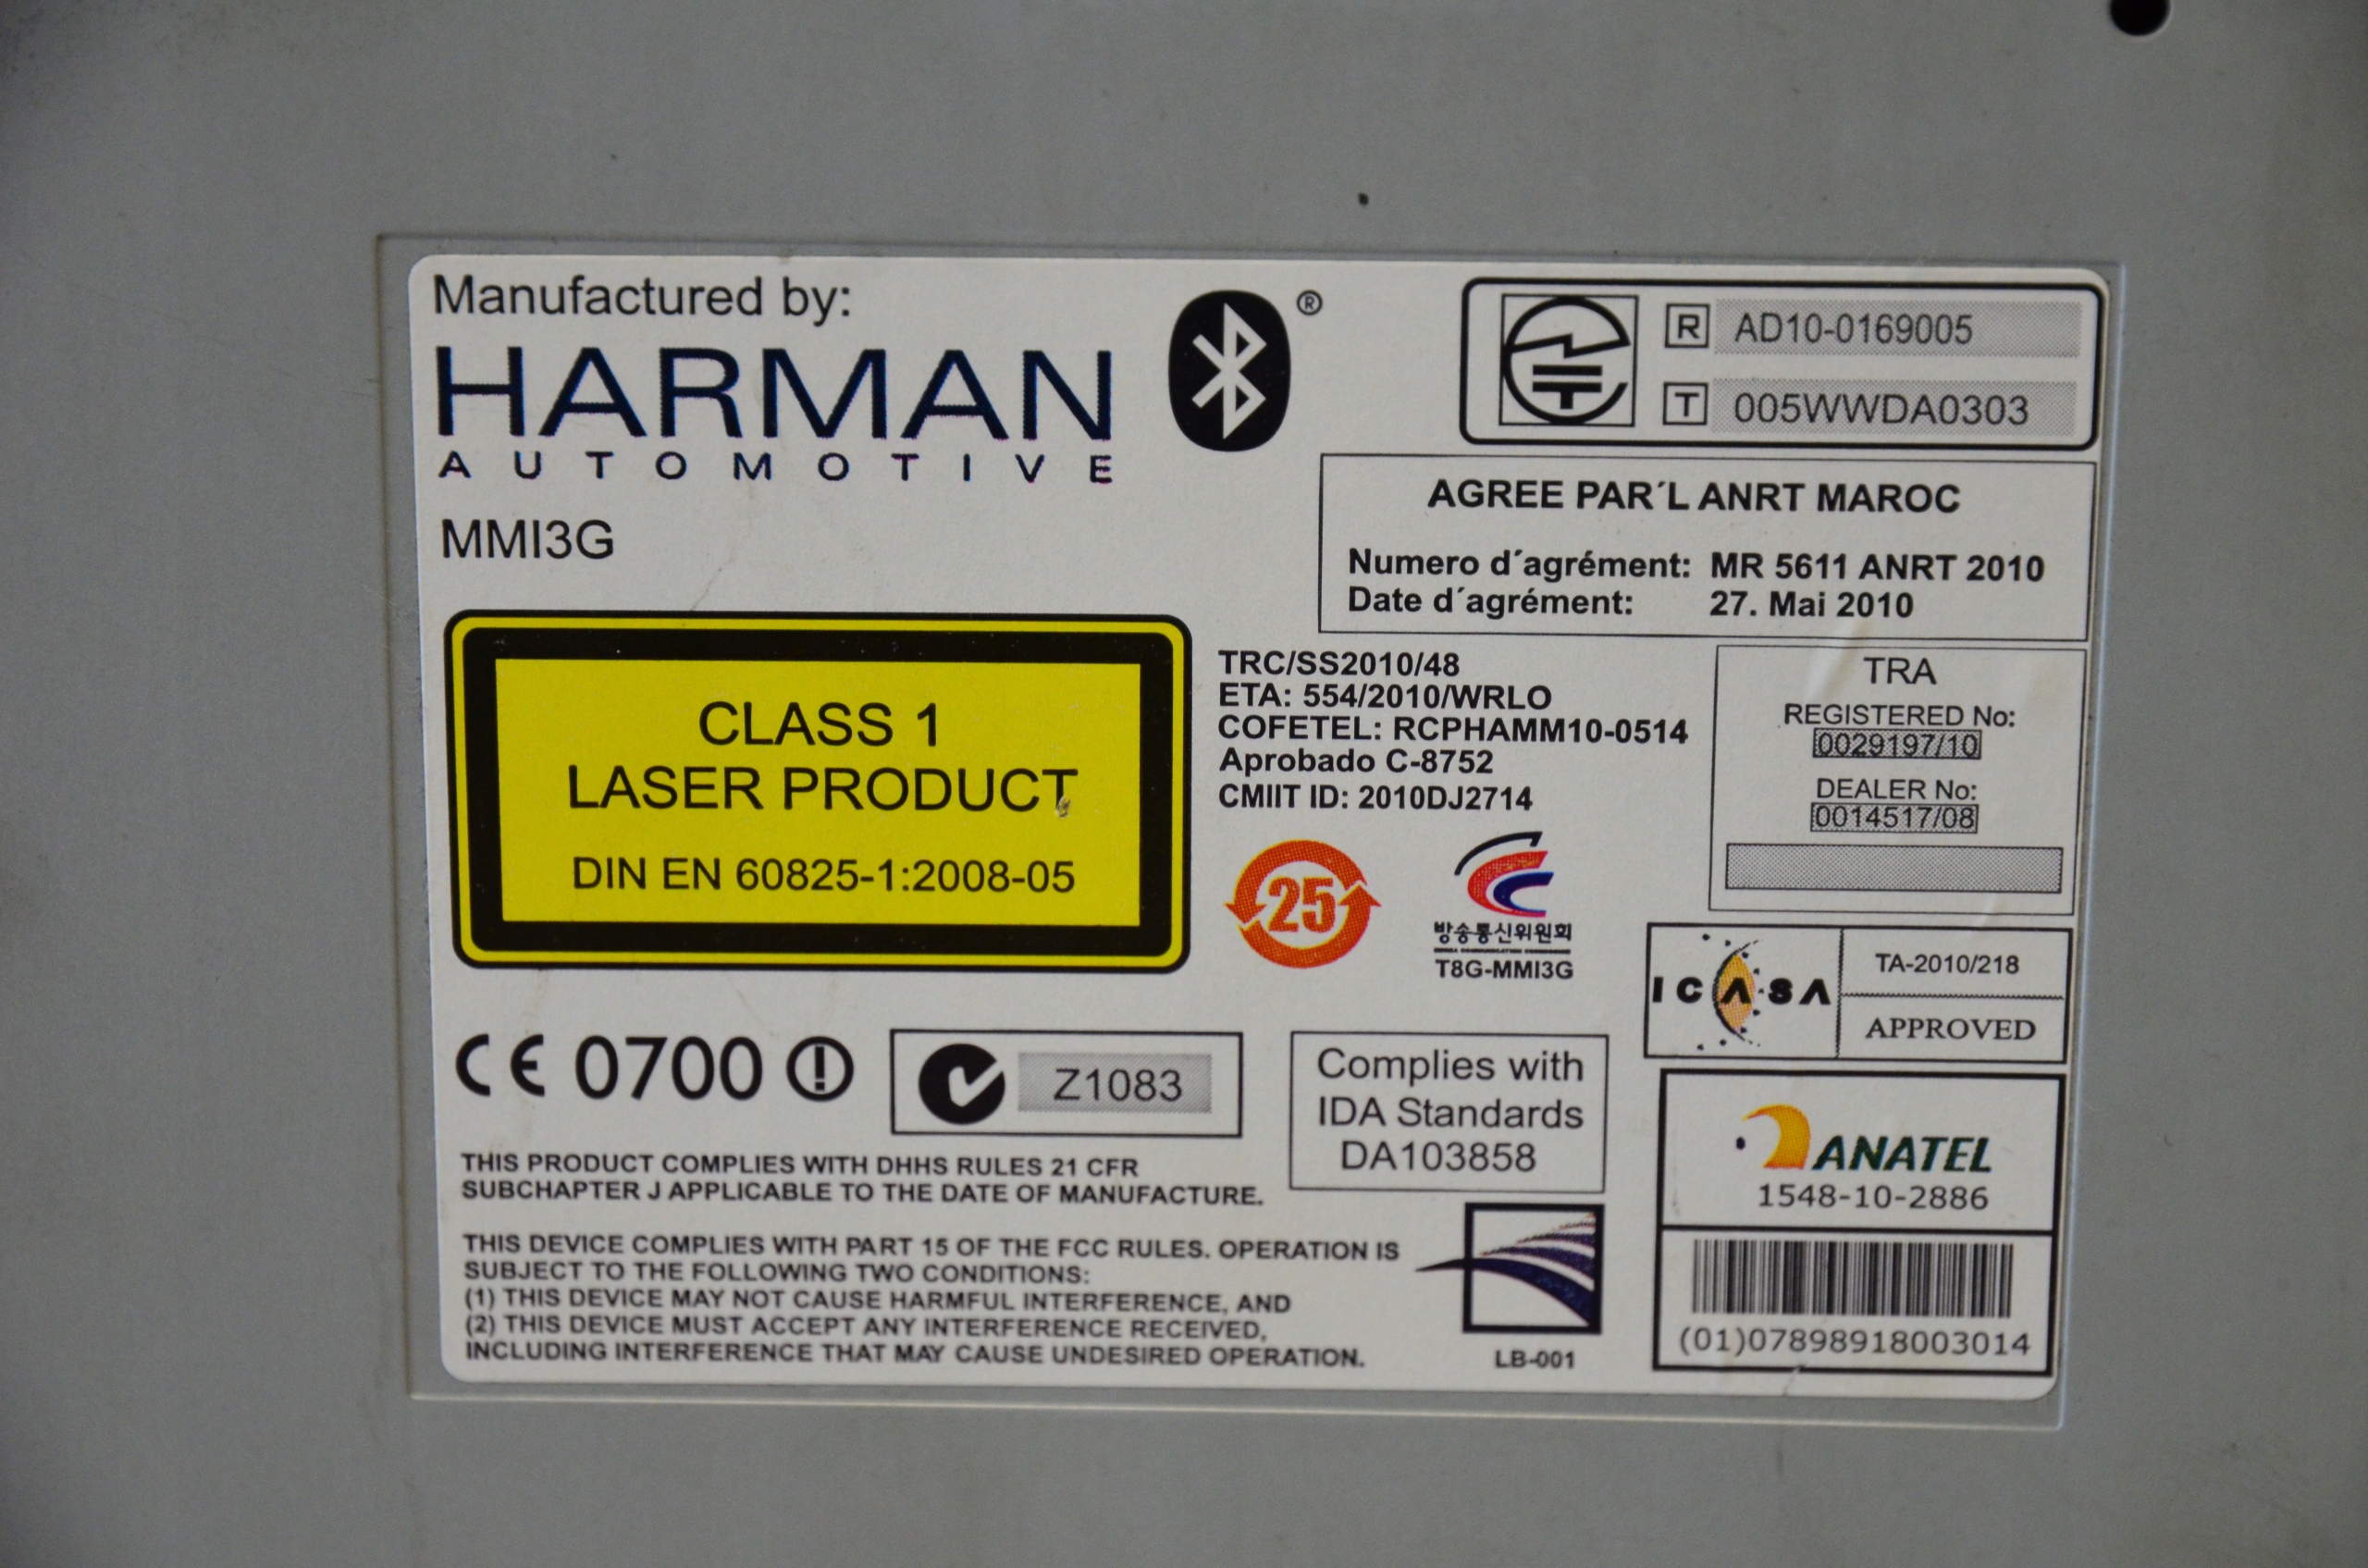 Manufactured by:
HARMAN
AUTOMOTIVE
MMI3G
®
R AD10-0169005
T 005WWDA0303
AGREE PAR´L ANRT MAROC
Numero d´agrément: MR 5611 ANRT 2010
Date d´agrément: 27. Mai 2010
CLASS 1
LASER PRODUCT
DIN EN 60825-1:2008-05
TRC/SS2010/48
ETA: 554/2010/WRLO
COFETEL: RCPHAMM10-0514
Aprobado C-8752
CMIIT ID: 2010DJ2714
TRA
REGISTERED No:
0029197/10
DEALER No:
0014517/08
25
방송통신위원회
T8G-MMI3G
ICASA
TA-2010/218
APPROVED
CE 0700
Z1083
Complies with
IDA Standards
DA103858
ANATEL
1548-10-2886
(01)07898918003014
THIS PRODUCT COMPLIES WITH DHHS RULES 21 CFR
SUBCHAPTER J APPLICABLE TO THE DATE OF MANUFACTURE.
THIS DEVICE COMPLIES WITH PART 15 OF THE FCC RULES. OPERATION IS
SUBJECT TO THE FOLLOWING TWO CONDITIONS:
(1) THIS DEVICE MAY NOT CAUSE HARMFUL INTERFERENCE, AND
(2) THIS DEVICE MUST ACCEPT ANY INTERFERENCE RECEIVED,
INCLUDING INTERFERENCE THAT MAY CAUSE UNDESIRED OPERATION.
LB-001